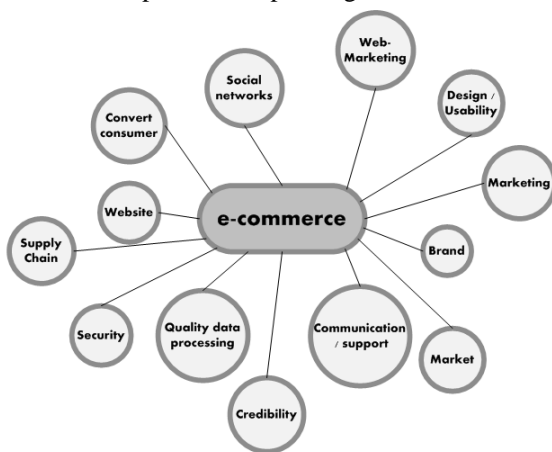 Web-
Marketing
Social
networks
Design /
Usability
Convert
consumer
Marketing
Website
e-commerce
Supply
Chain
Brand
Security
Quality data
processing
Communication
/ support
Market
Credibility